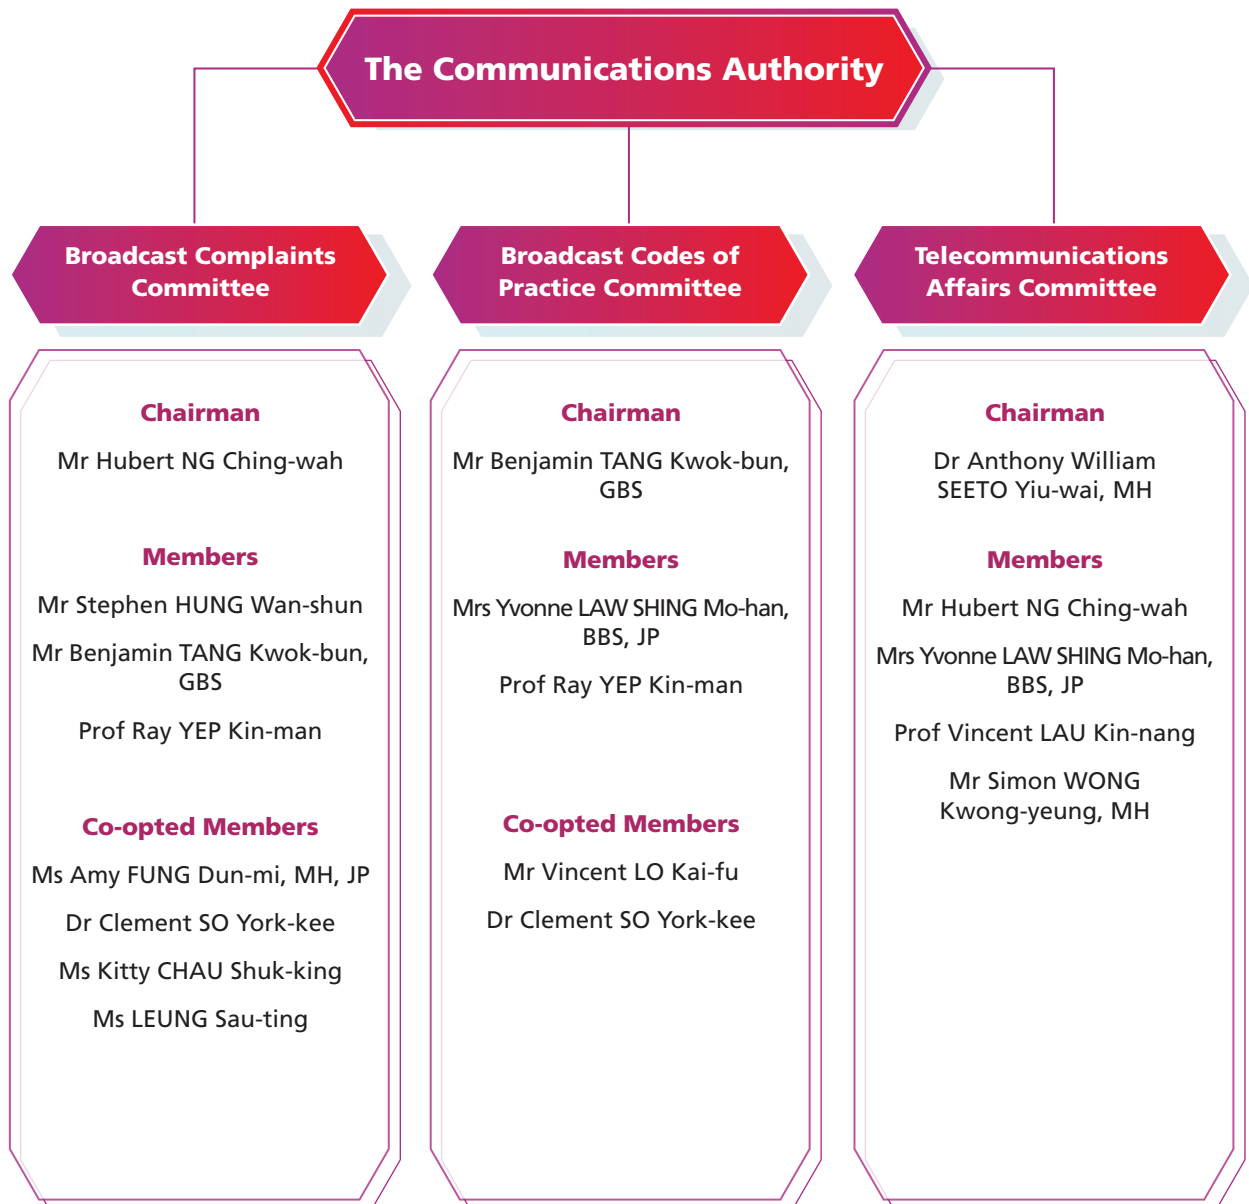 The Communications Authority
Broadcast Complaints
Committee
Chairman
Mr Hubert NG Ching-wah
Members
Mr Stephen HUNG Wan-shun
Mr Benjamin TANG Kwok-bun,
GBS
Prof Ray YEP Kin-man
Co-opted Members
Ms Amy FUNG Dun-mi, MH, JP
Dr Clement SO York-kee
Ms Kitty CHAU Shuk-king
Ms LEUNG Sau-ting
Broadcast Codes of
Practice Committee
Chairman
Mr Benjamin TANG Kwok-bun,
GBS
Members
Mrs Yvonne LAW SHING Mo-han,
BBS, JP
Prof Ray YEP Kin-man
Co-opted Members
Mr Vincent LO Kai-fu
Dr Clement SO York-kee
Telecommunications
Affairs Committee
Chairman
Dr Anthony William
SEETO Yiu-wai, MH
Members
Mr Hubert NG Ching-wah
Mrs Yvonne LAW SHING Mo-han,
BBS, JP
Prof Vincent LAU Kin-nang
Mr Simon WONG
Kwong-yeung, MH